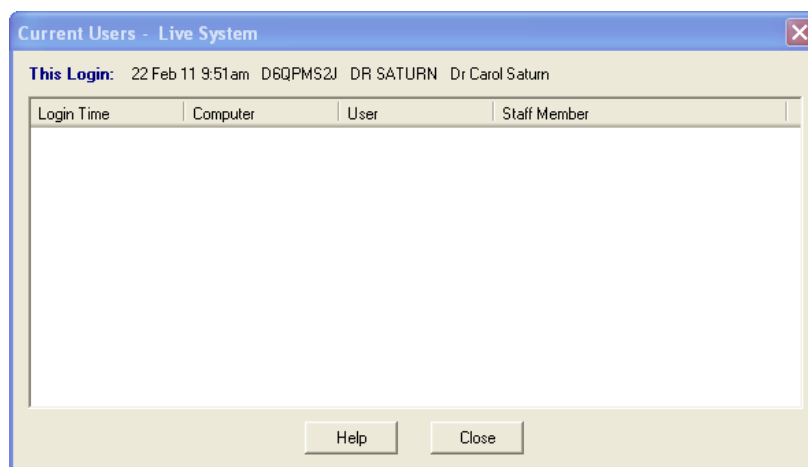 Current Users - Live System
This Login: 22 Feb 11 9:51am D6QPMS2J DR SATURN Dr Carol Saturn
Login Time Computer User Staff Member
Help Close